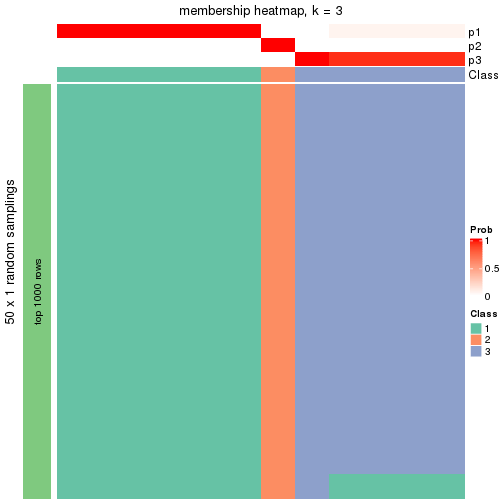 membership heatmap, k = 3
p1
p2
p3
Class
50 x 1 random samplings
top 1000 rows
Prob
1
0.5
0
Class
1
2
3